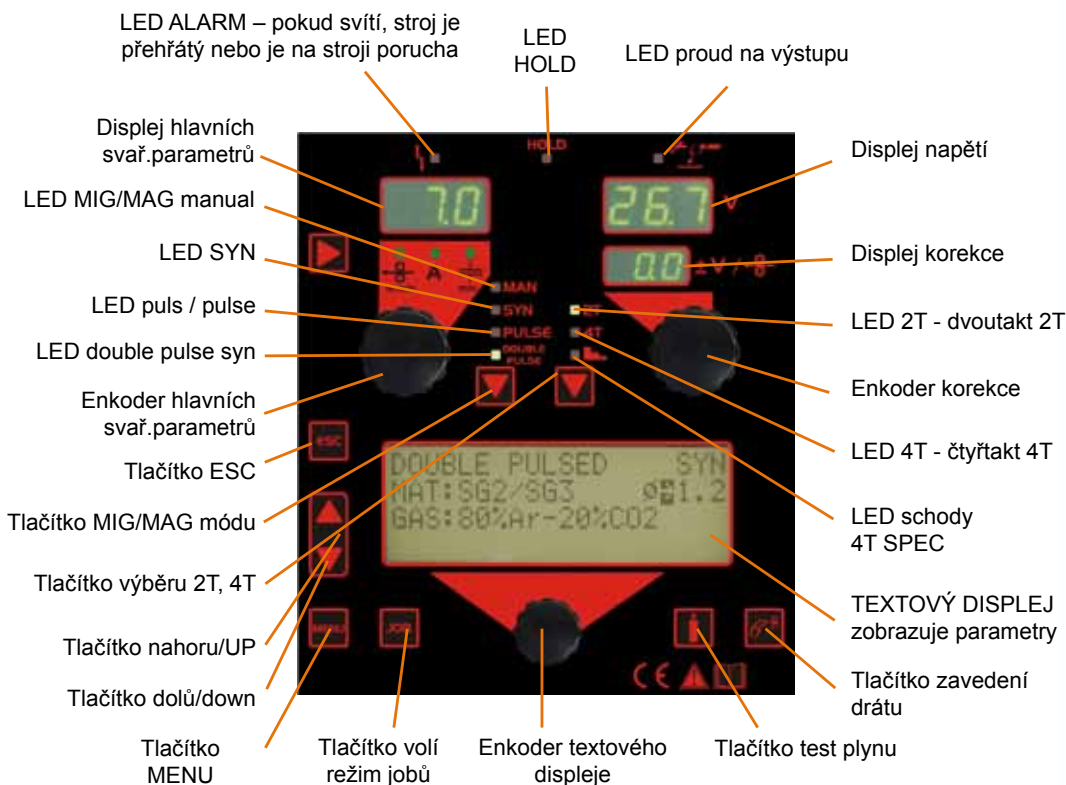 LED ALARM – pokud svítí, stroj je
přehřátý nebo je na stroji porucha
LED
HOLD
LED proud na výstupu
Displej hlavních
svař.parametrů
LED MIG/MAG manual
LED SYN
LED puls / pulse
LED double pulse syn
Enkoder hlavních
svař.parametrů
Tlačítko ESC
Tlačítko MIG/MAG módu
Tlačítko výběru 2T, 4T
Tlačítko nahoru/UP
Tlačítko dolů/down
Tlačítko
MENU
Tlačítko volí
režim jobů
Enkoder textového
displeje
Tlačítko test plynu
Displej napětí
Displej korekce
LED 2T - dvoutakt 2T
Enkoder korekce
LED 4T - čtyřtakt 4T
LED schody
4T SPEC
TEXTOVÝ DISPLEJ
zobrazuje parametry
Tlačítko zavedení
drátu
HOLD
7.0
26.7 V
A
0.0 ±V /
MAN
SYN
PULSE
DOUBLE
PULSE
2T
4T
ESC
DOUBLE PULSED SYN
MAT:SG2/SG3 ø 1.2
GAS:80%Ar-20%CO2
MENU
JOB
CE